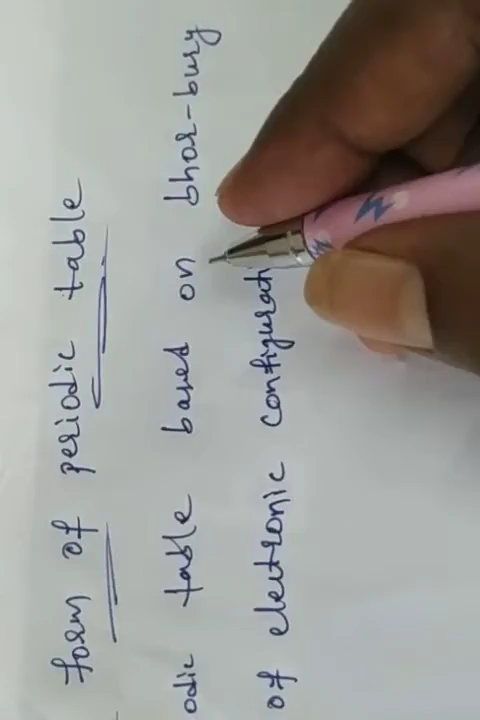 form of periodic table
odic table based on bhor-bury
of electronic configurat